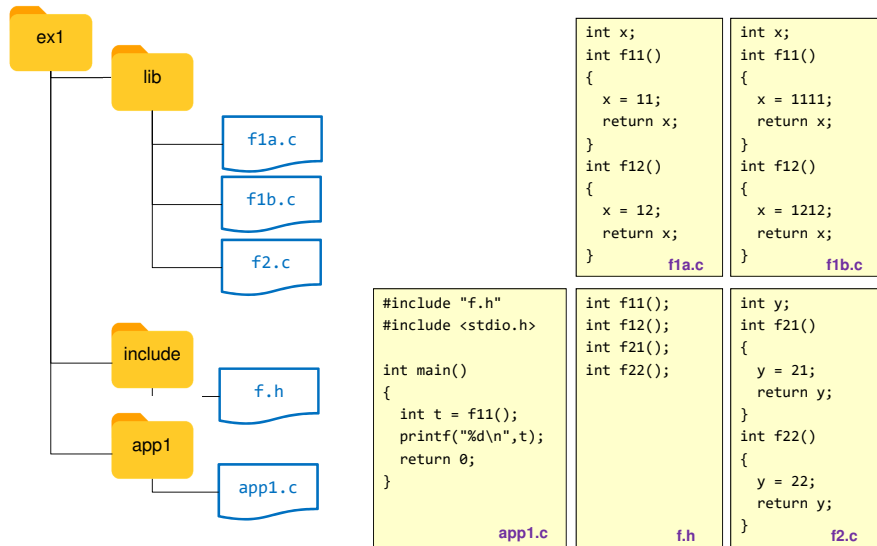 ex1
lib
f1a.c
f1b.c
f2.c
include
f.h
app1
app1.c
int x;
int f11()
{
  x = 11;
  return x;
}
int f12()
{
  x = 12;
  return x;
}
f1a.c
int x;
int f11()
{
  x = 1111;
  return x;
}
int f12()
{
  x = 1212;
  return x;
}
f1b.c
#include "f.h"
#include <stdio.h>

int main()
{
  int t = f11();
  printf("%d\n",t);
  return 0;
}
app1.c
int f11();
int f12();
int f21();
int f22();
f.h
int y;
int f21()
{
  y = 21;
  return y;
}
int f22()
{
  y = 22;
  return y;
}
f2.c